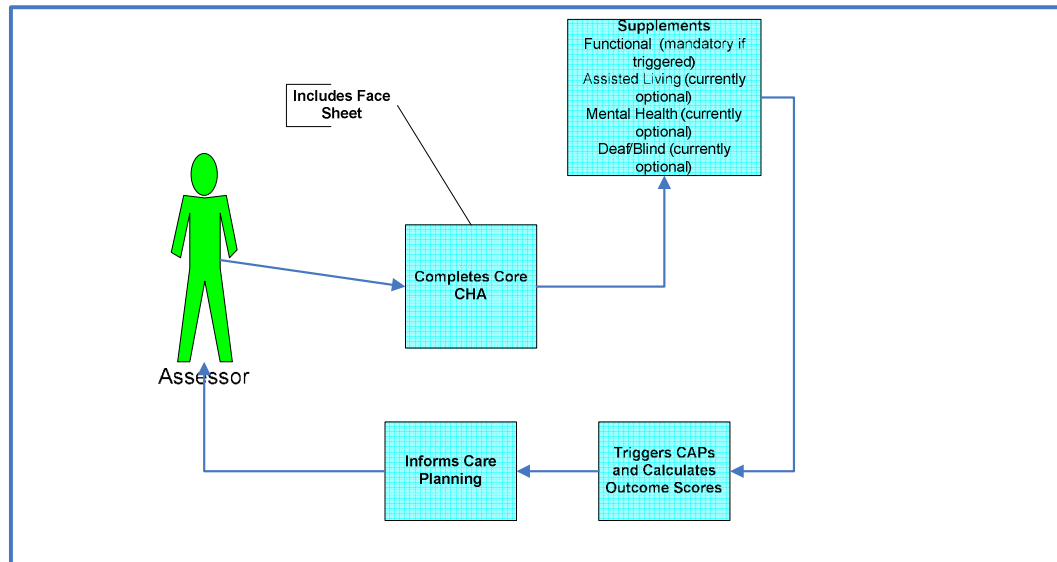 Supplements
Functional (mandatory if
triggered)
Assisted Living (currently
optional)
Mental Health (currently
optional)
Deaf/Blind (currently
optional)
Includes Face
Sheet
Completes Core
CHA
Assessor
Informs Care
Planning
Triggers CAPs
and Calculates
Outcome Scores